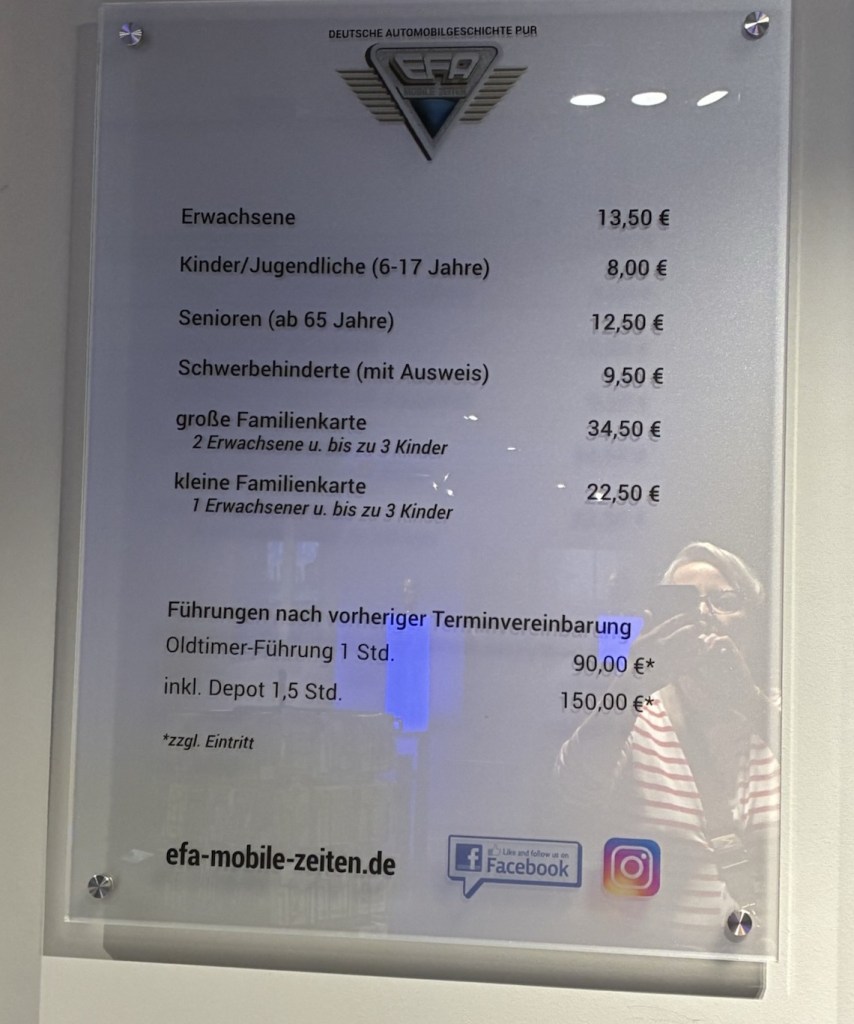 DEUTSCHE AUTOMOBILGESCHICHTE PUR
EFA
MOBILE ZEITEN
Erwachsene 13,50 €
Kinder/Jugendliche (6-17 Jahre) 8,00 €
Senioren (ab 65 Jahre) 12,50 €
Schwerbehinderte (mit Ausweis) 9,50 €
große Familienkarte 34,50 €
2 Erwachsene u. bis zu 3 Kinder
kleine Familienkarte 22,50 €
1 Erwachsener u. bis zu 3 Kinder
Führungen nach vorheriger Terminvereinbarung
Oldtimer-Führung 1 Std. 90,00 €*
inkl. Depot 1,5 Std. 150,00 €*
*zzgl. Eintritt
efa-mobile-zeiten.de
Like and follow us on
Facebook